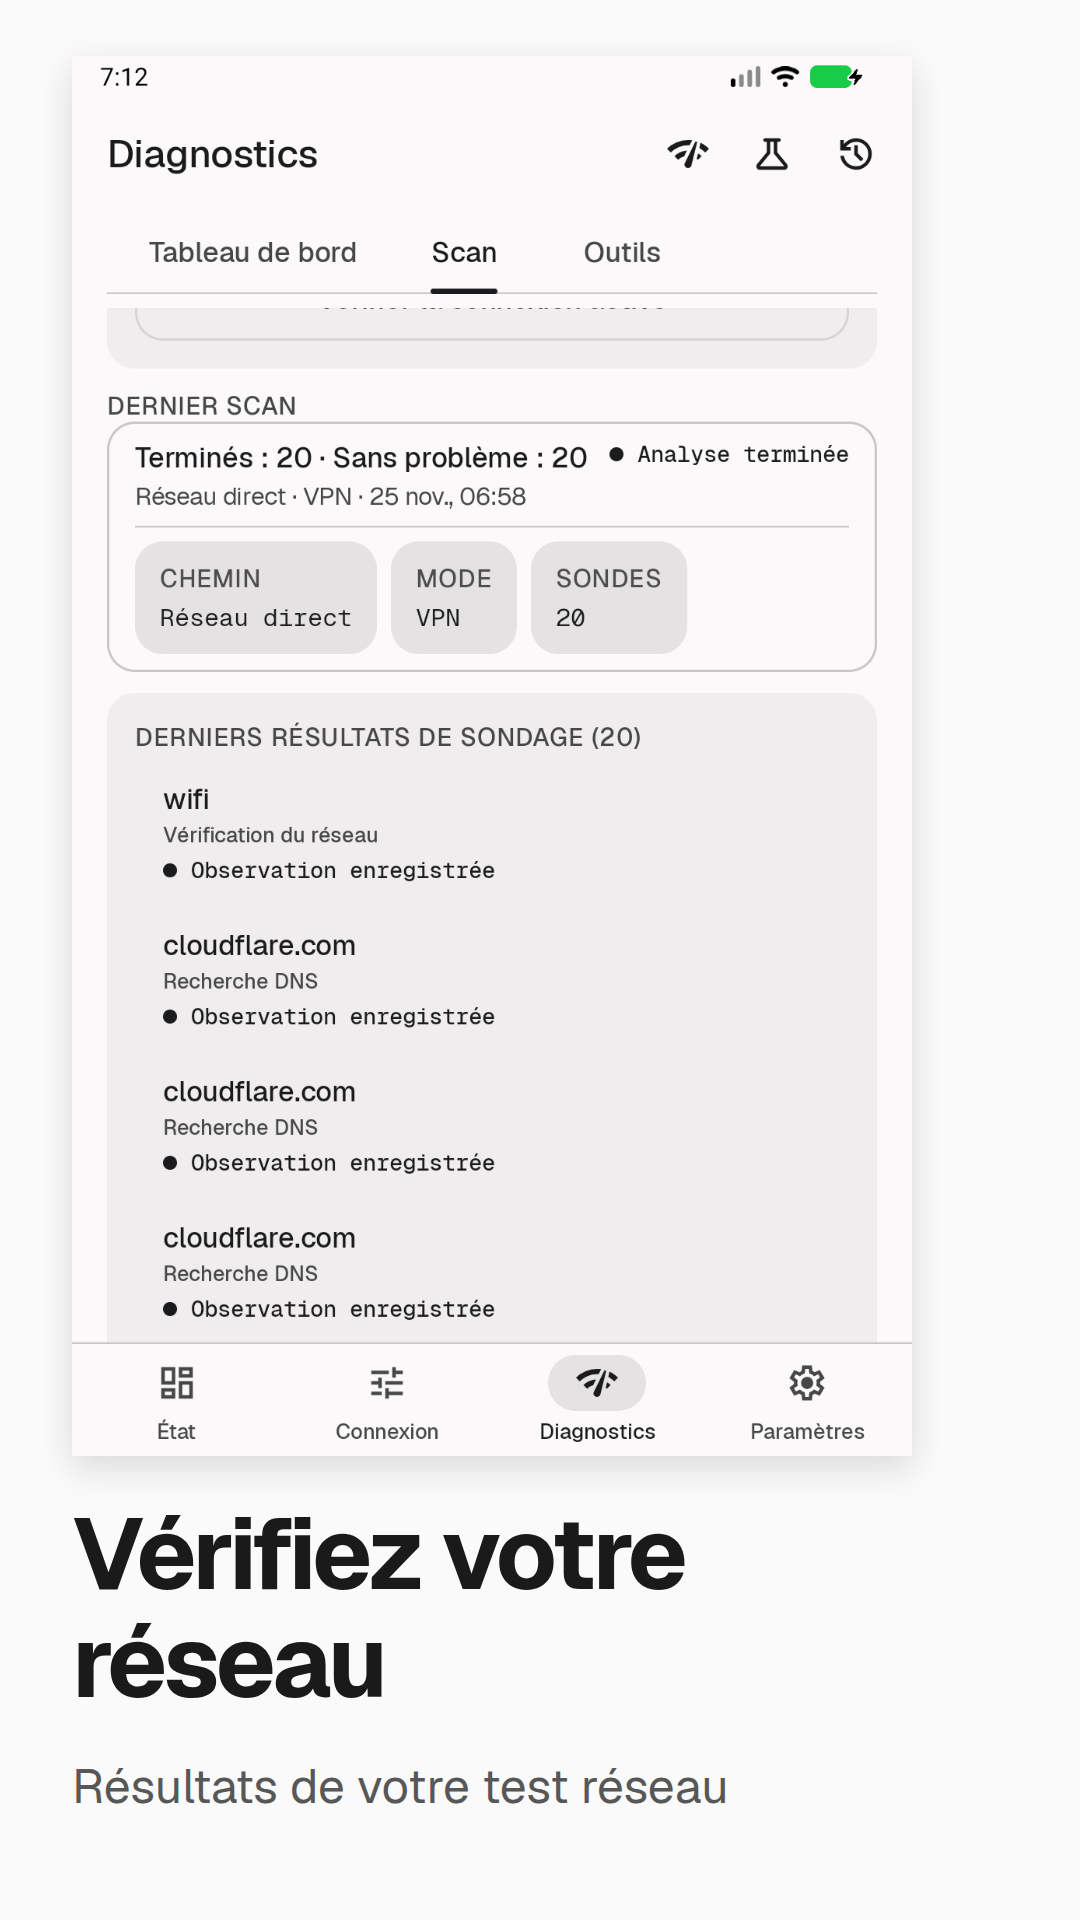 7:12
Diagnostics
Tableau de bord
Scan
Outils
DERNIER SCAN
Terminés : 20 · Sans problème : 20
Analyse terminée
Réseau direct · VPN · 25 nov., 06:58
CHEMIN
Réseau direct
MODE
VPN
SONDES
20
DERNIERS RÉSULTATS DE SONDAGE (20)
wifi
Vérification du réseau
Observation enregistrée
cloudflare.com
Recherche DNS
Observation enregistrée
cloudflare.com
Recherche DNS
Observation enregistrée
cloudflare.com
Recherche DNS
Observation enregistrée
État
Connexion
Diagnostics
Paramètres
Vérifiez votre
réseau
Résultats de votre test réseau